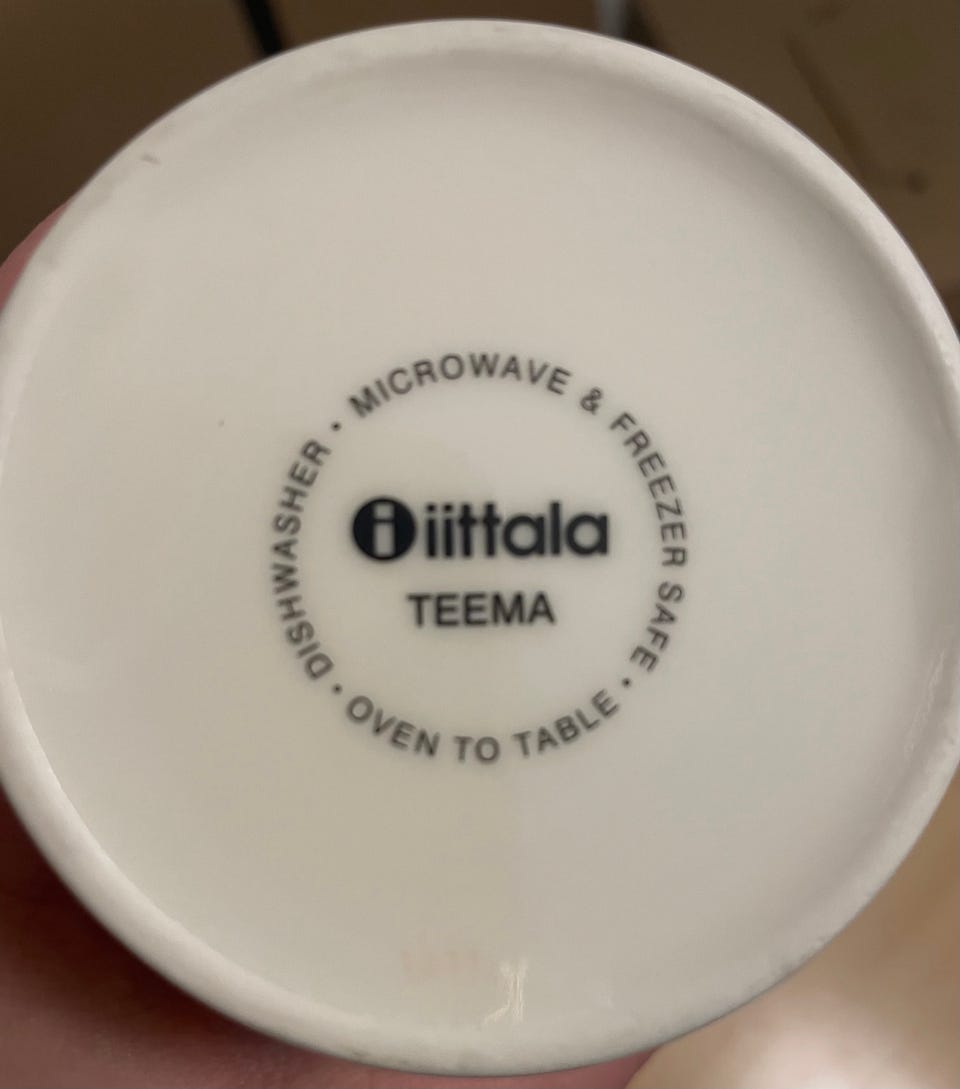 DISHWASHER • MICROWAVE & FREEZER SAFE • OVEN TO TABLE •
i iittala
TEEMA